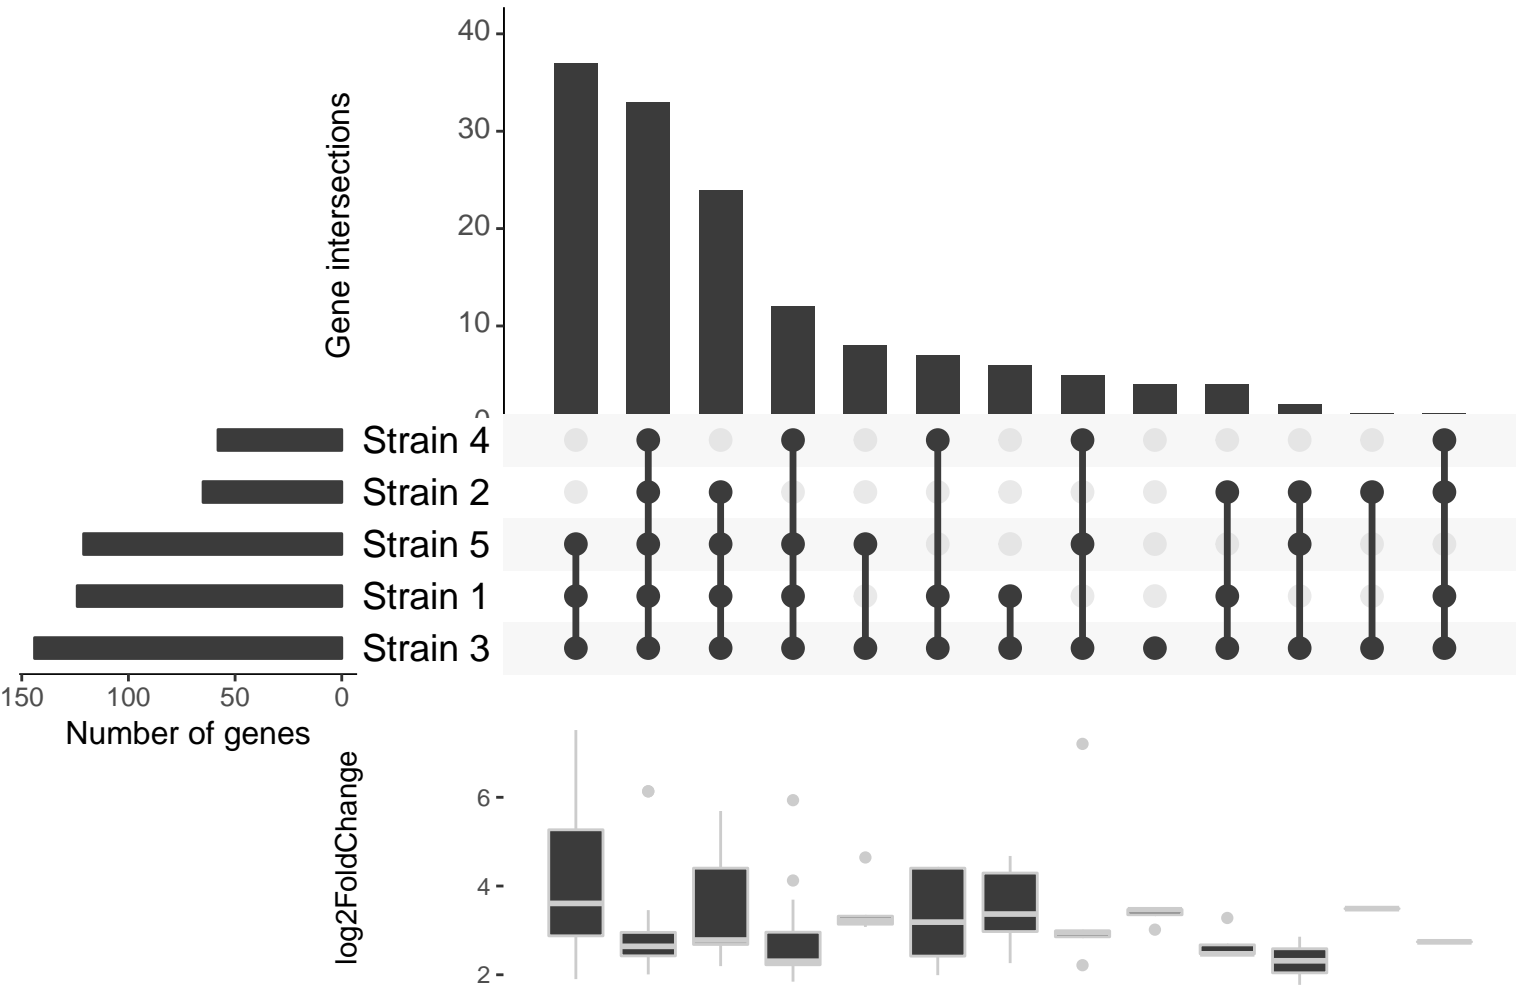 40
30
20
10
0
Gene intersections
Strain 4
Strain 2
Strain 5
Strain 1
Strain 3
150 100 50 0
Number of genes
log2FoldChange
6
4
2